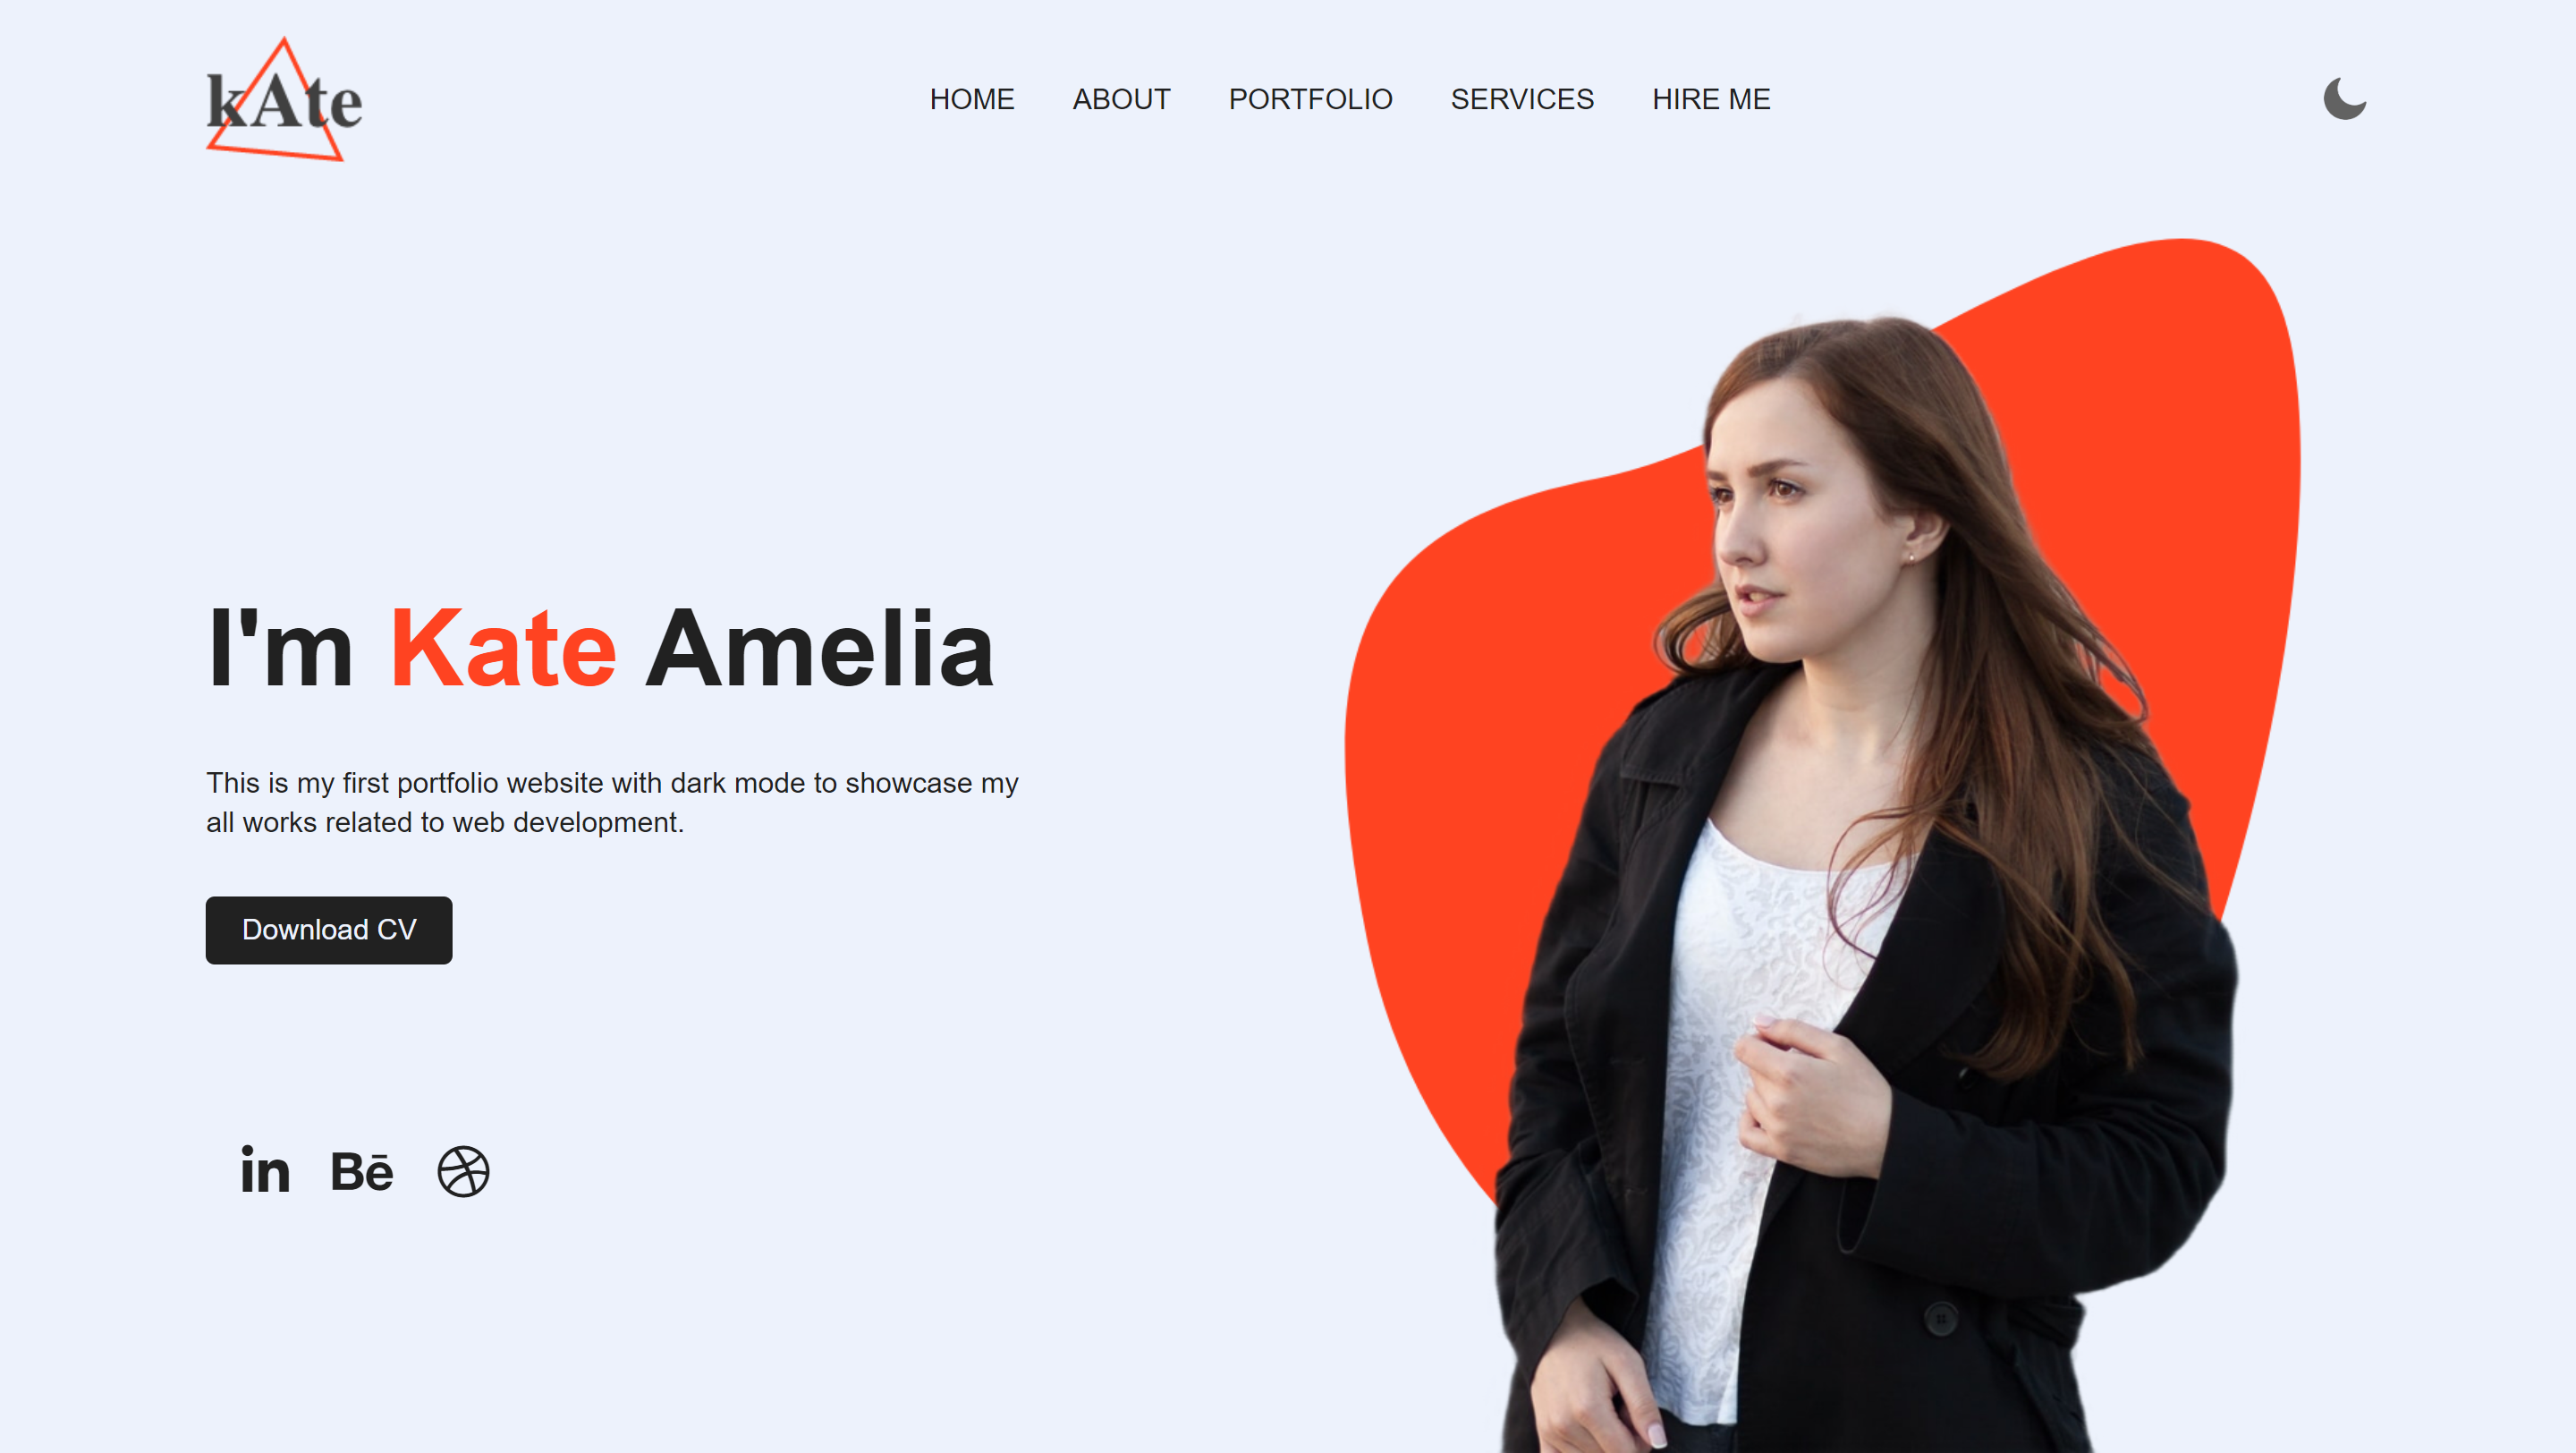 kAte
HOME ABOUT PORTFOLIO SERVICES HIRE ME
I'm Kate Amelia
This is my first portfolio website with dark mode to showcase my
all works related to web development.
Download CV
in Bē